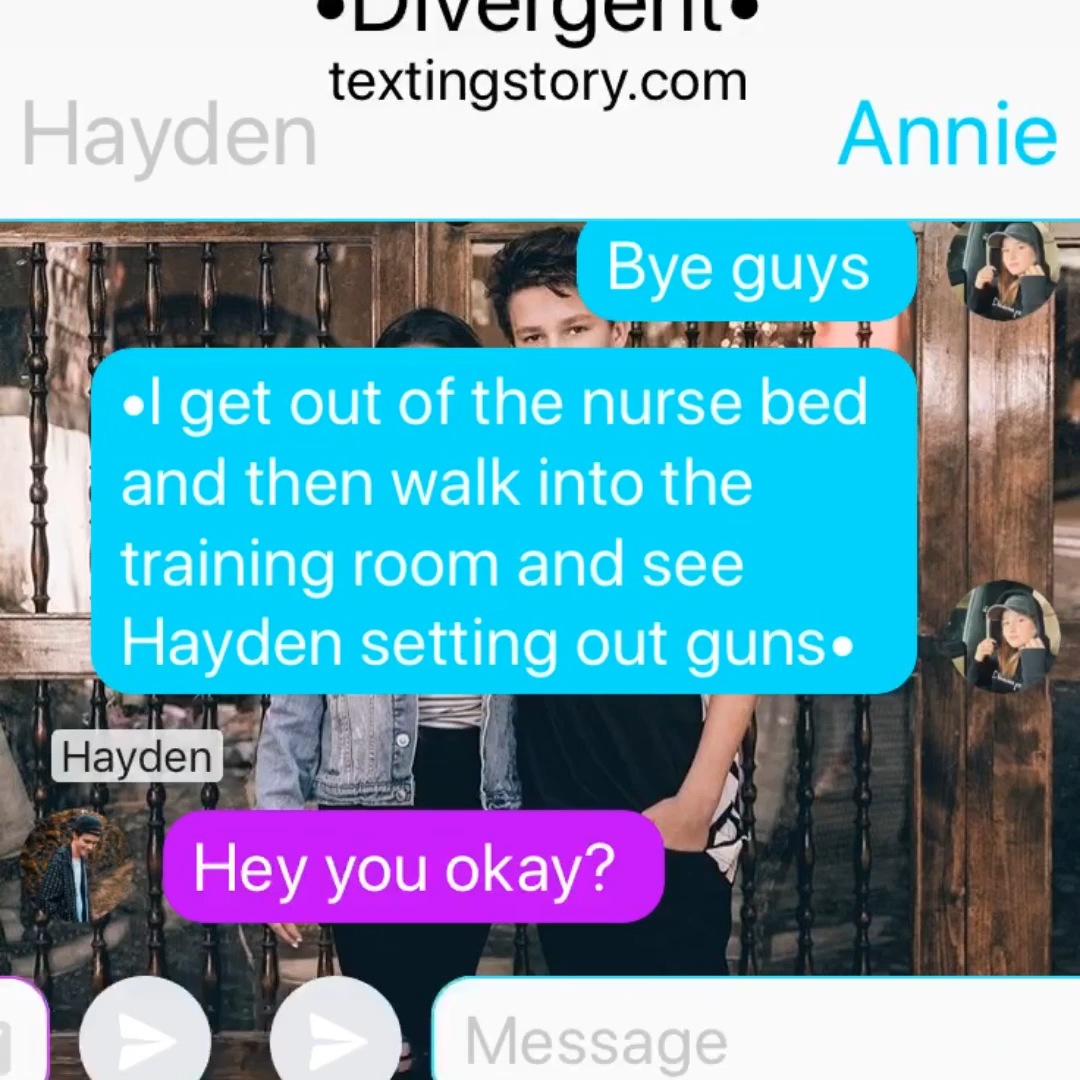 •Divergent•
textingstory.com
Hayden
Annie
Bye guys
•I get out of the nurse bed
and then walk into the
training room and see
Hayden setting out guns•
Hayden
Hey you okay?
Message